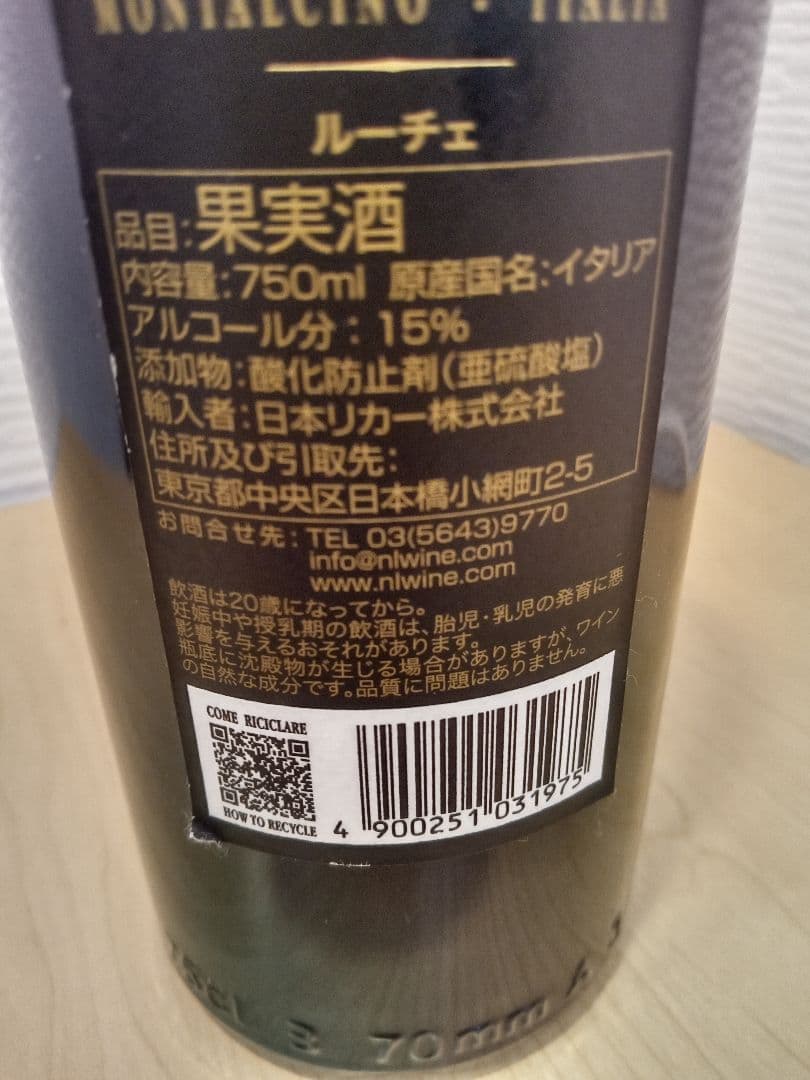 MONTALCINO · ITALIA
ルーチェ
品目:果実酒
内容量:750ml 原産国名:イタリア
アルコール分:15%
添加物:酸化防止剤(亜硫酸塩)
輸入者:日本リカー株式会社
住所及び引取先:
東京都中央区日本橋小網町2-5
お問合せ先:TEL 03(5643)9770
info@nlwine.com
www.nlwine.com
飲酒は20歳になってから。
妊娠中や授乳期の飲酒は、胎児・乳児の発育に悪
影響を与えるおそれがあります。
瓶底に沈殿物が生じる場合がありますが、ワイン
の自然な成分です。品質に問題はありません。
COME RICICLARE
HOW TO RECYCLE
4 900251 031975
75cL 3 70mm A 3